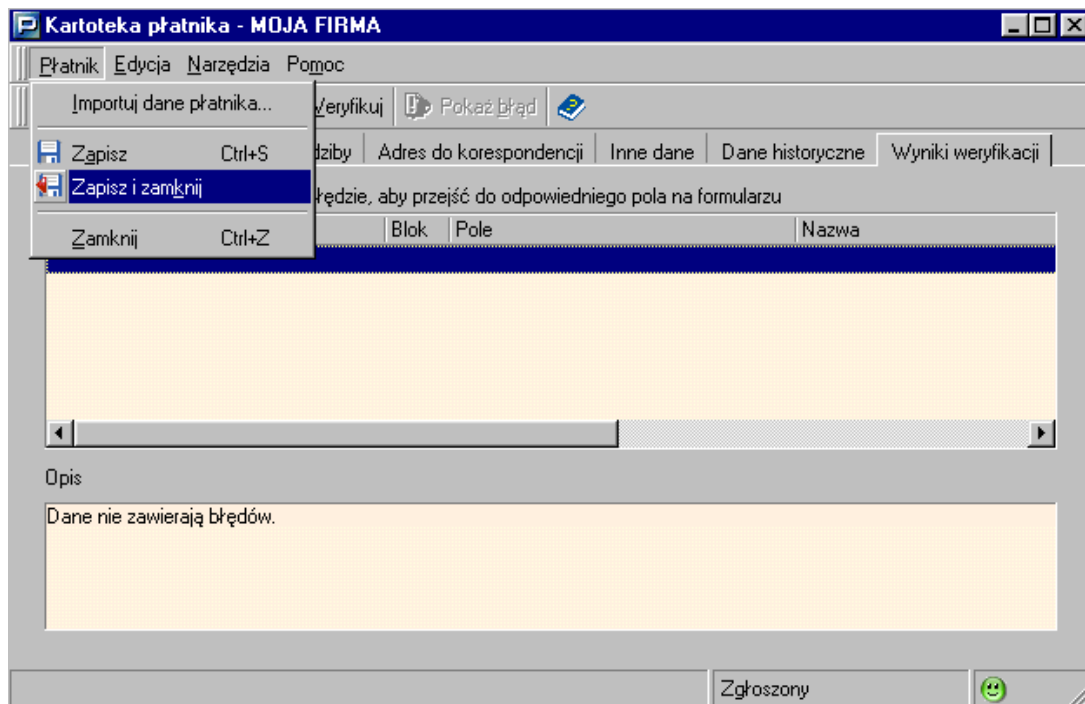 Kartoteka płatnika - MOJA FIRMA
Płatnik Edycja Narzędzia Pomoc
Importuj dane płatnika...
Weryfikuj Pokaż błąd
Zapisz Ctrl+S
Adres do korespondencji Inne dane Dane historyczne Wyniki weryfikacji
Zapisz i zamknij
aby przejść do odpowiedniego pola na formularzu
Zamknij Ctrl+Z
Blok Pole Nazwa
Opis
Dane nie zawierają błędów.
Zgłoszony